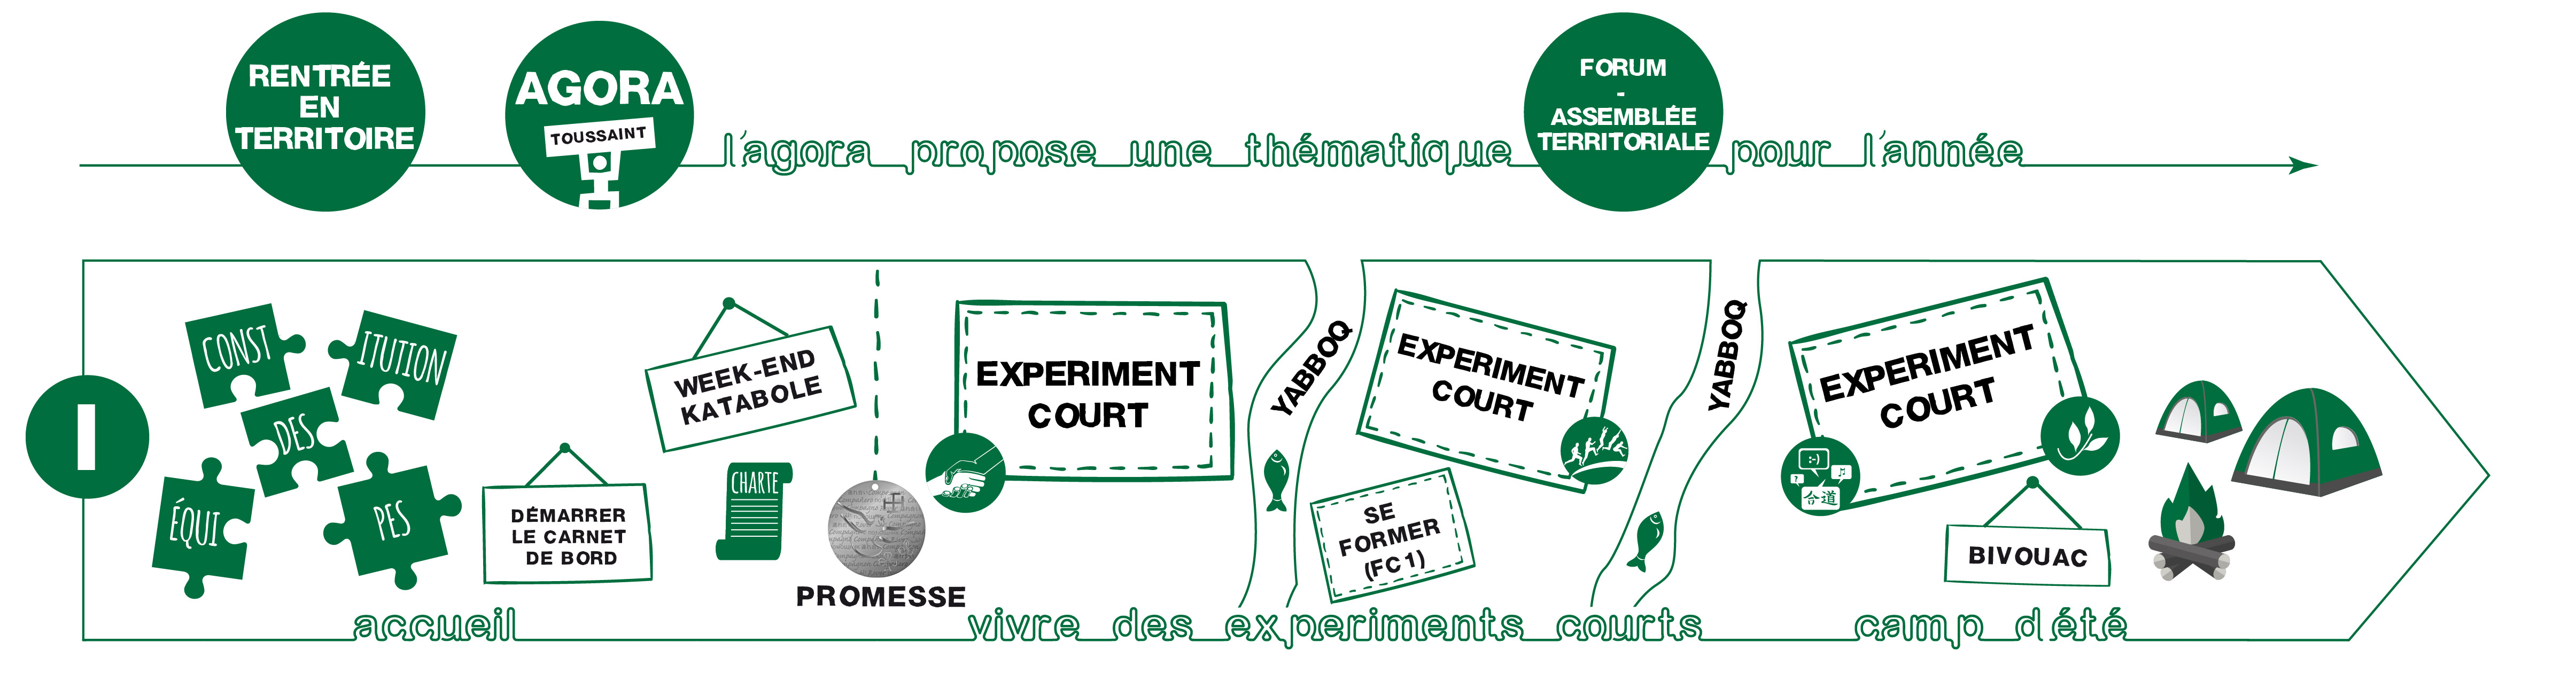 RENTRÉE
EN
TERRITOIRE
AGORA
TOUSSAINT
l'agora propose une thématique
FORUM
-
ASSEMBLÉE
TERRITORIALE
pour l'année
I
CONST
ITUTION
DES
ÉQUI
PES
DÉMARRER
LE CARNET
DE BORD
WEEK-END
KATABOLE
CHARTE
PROMESSE
EXPERIMENT
COURT
YABBOQ
EXPERIMENT
COURT
SE
FORMER
(FC1)
YABBOQ
EXPERIMENT
COURT
:-)
?
合道
BIVOUAC
accueil
vivre des experiments courts
camp d été